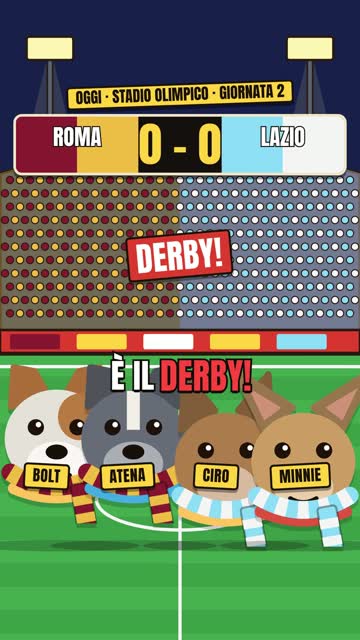 OGGI · STADIO OLIMPICO · GIORNATA 2
ROMA 0 - 0 LAZIO
DERBY!
È IL DERBY!
BOLT ATENA CIRO MINNIE